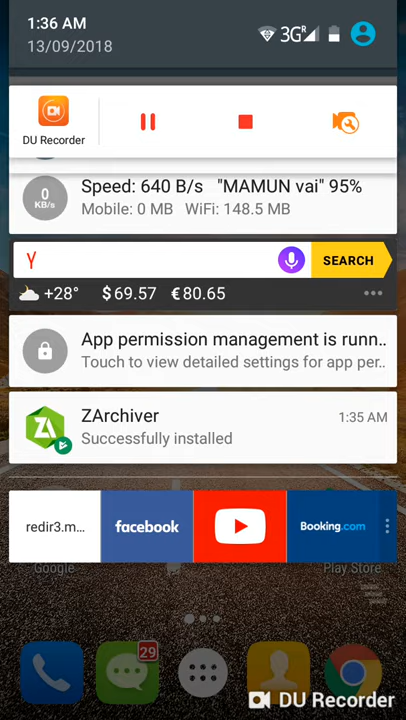 1:36 AM
13/09/2018
3G R
DU Recorder
0
KB/s
Speed: 640 B/s "MAMUN vai" 95%
Mobile: 0 MB WiFi: 148.5 MB
Y
SEARCH
+28° $69.57 €80.65
App permission management is runn..
Touch to view detailed settings for app per..
ZA
ZArchiver
1:35 AM
Successfully installed
redir3.m...
facebook
Booking.com
Google
Play Store
29
DU Recorder